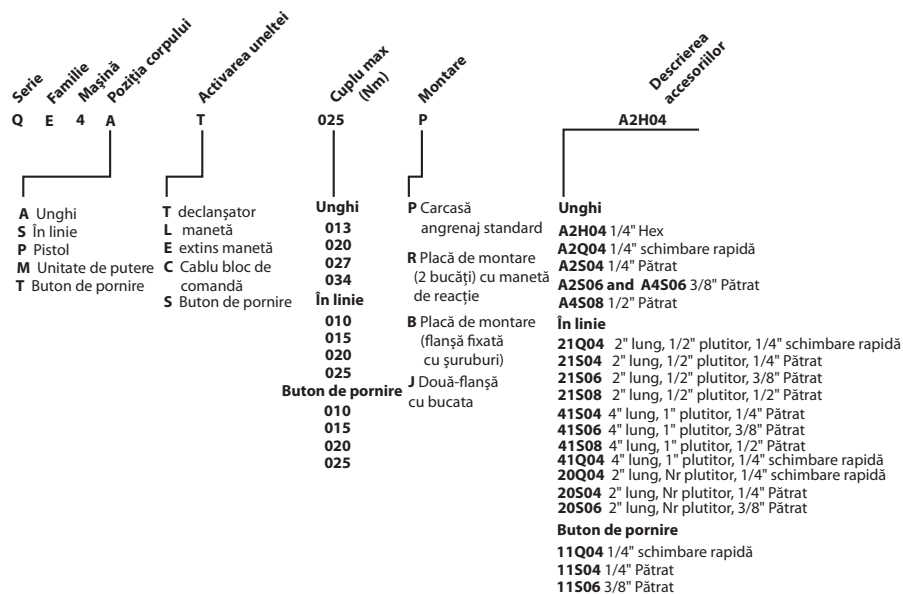 Serie
Familie
Mașină
Poziția corpului
Activarea uneltei
Cuplu max
(Nm)
Montare
Descrierea
accesoriilor
Q E 4 A T 025 P A2H04
A Unghi
S În linie
P Pistol
M Unitate de putere
T Buton de pornire
T declanșator
L manetă
E extins manetă
C Cablu bloc de
comandă
S Buton de pornire
Unghi
013
020
027
034
În linie
010
015
020
025
Buton de pornire
010
015
020
025
P Carcasă
angrenaj standard
R Placă de montare
(2 bucăți) cu manetă
de reacție
B Placă de montare
(flanșă fixată
cu șuruburi)
J Două-flanșă
cu bucata
Unghi
A2H04 1/4" Hex
A2Q04 1/4" schimbare rapidă
A2S04 1/4" Pătrat
A2S06 and A4S06 3/8" Pătrat
A4S08 1/2" Pătrat
În linie
21Q04 2" lung, 1/2" plutitor, 1/4" schimbare rapidă
21S04 2" lung, 1/2" plutitor, 1/4" Pătrat
21S06 2" lung, 1/2" plutitor, 3/8" Pătrat
21S08 2" lung, 1/2" plutitor, 1/2" Pătrat
41S04 4" lung, 1" plutitor, 1/4" Pătrat
41S06 4" lung, 1" plutitor, 3/8" Pătrat
41S08 4" lung, 1" plutitor, 1/2" Pătrat
41Q04 4" lung, 1" plutitor, 1/4" schimbare rapidă
20Q04 2" lung, Nr plutitor, 1/4" schimbare rapidă
20S04 2" lung, Nr plutitor, 1/4" Pătrat
20S06 2" lung, Nr plutitor, 3/8" Pătrat
Buton de pornire
11Q04 1/4" schimbare rapidă
11S04 1/4" Pătrat
11S06 3/8" Pătrat